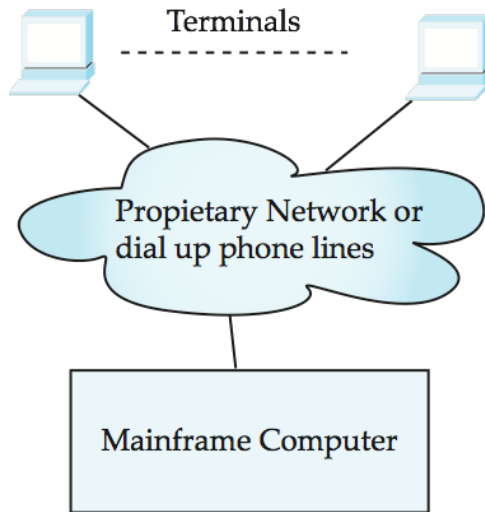 Terminals
Propietary Network or
dial up phone lines
Mainframe Computer